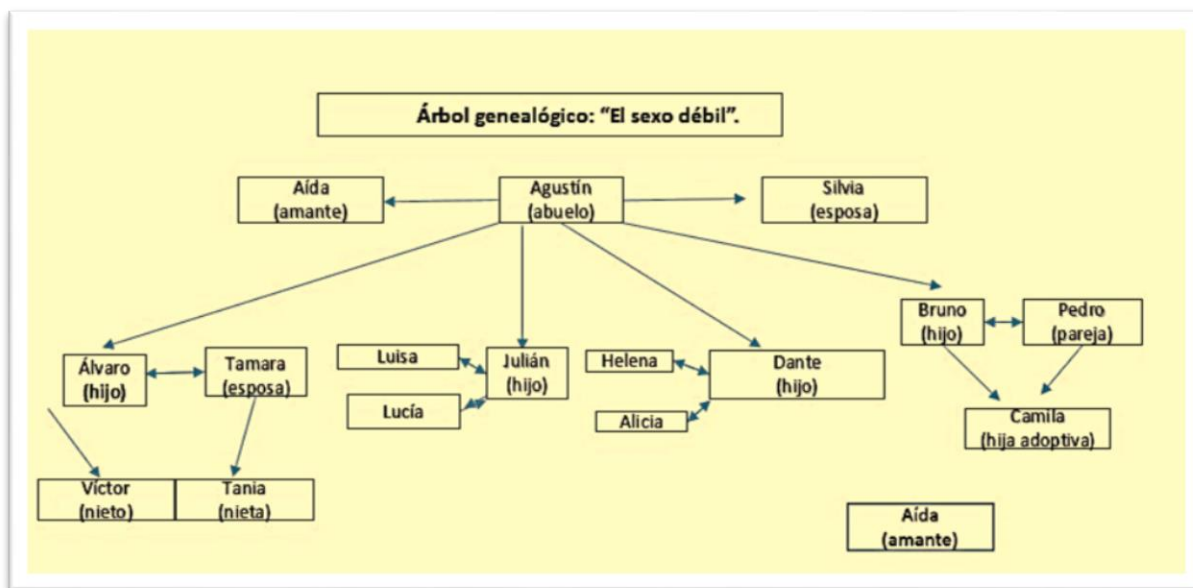 Árbol genealógico: “El sexo débil”.
Aída
(amante)
Agustín
(abuelo)
Silvia
(esposa)
Bruno
(hijo)
Pedro
(pareja)
Álvaro
(hijo)
Tamara
(esposa)
Luisa
Lucía
Julián
(hijo)
Helena
Alicia
Dante
(hijo)
Camila
(hija adoptiva)
Víctor
(nieto)
Tania
(nieta)
Aída
(amante)